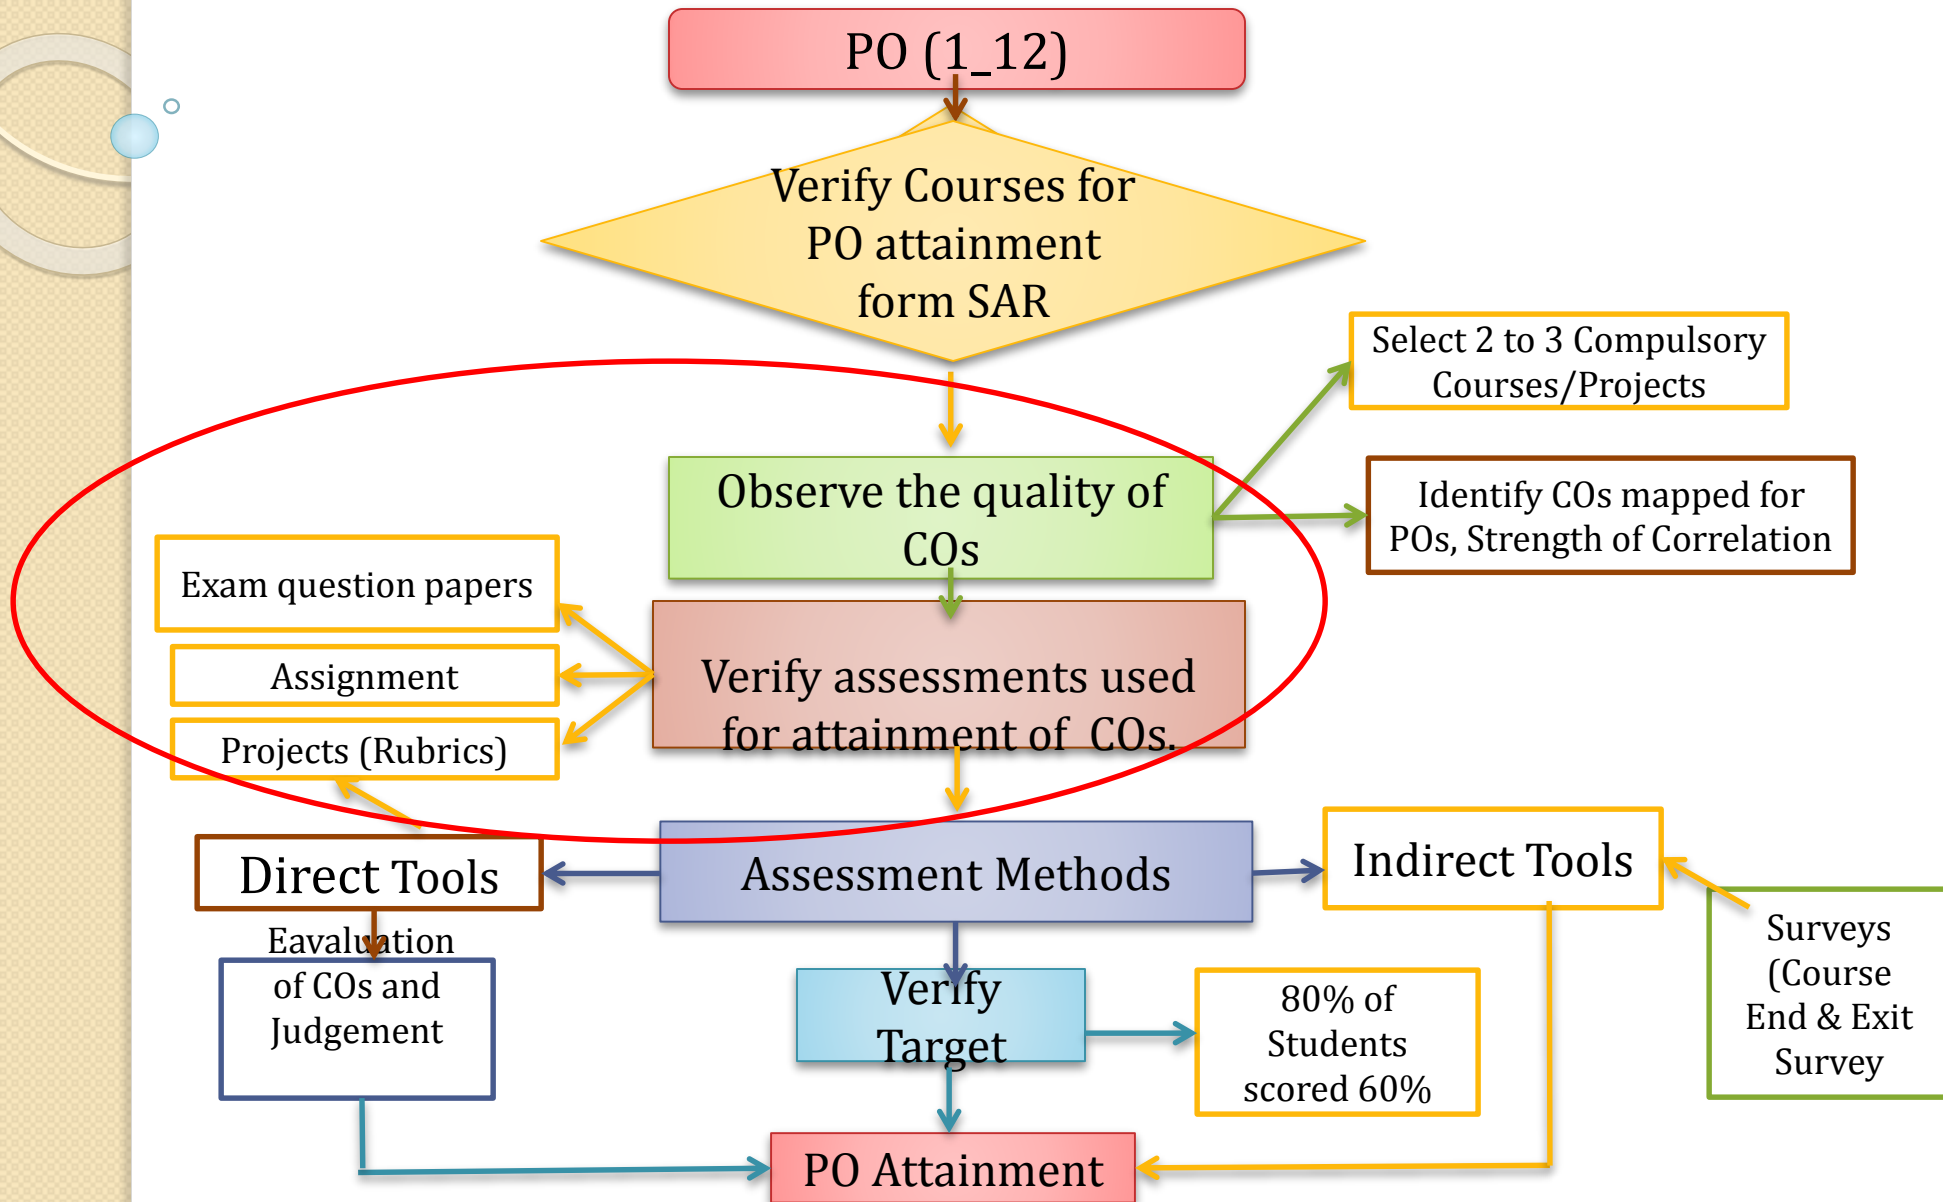 PO (1_12)
Verify Courses for
PO attainment
form SAR
Select 2 to 3 Compulsory
Courses/Projects
Observe the quality of
COs
Identify COs mapped for
POs, Strength of Correlation
Exam question papers
Assignment
Projects (Rubrics)
Verify assessments used
for attainment of COs.
Direct Tools
Assessment Methods
Indirect Tools
Eavaluation
of COs and
Judgement
Verify
Target
80% of
Students
scored 60%
Surveys
(Course
End & Exit
Survey
PO Attainment